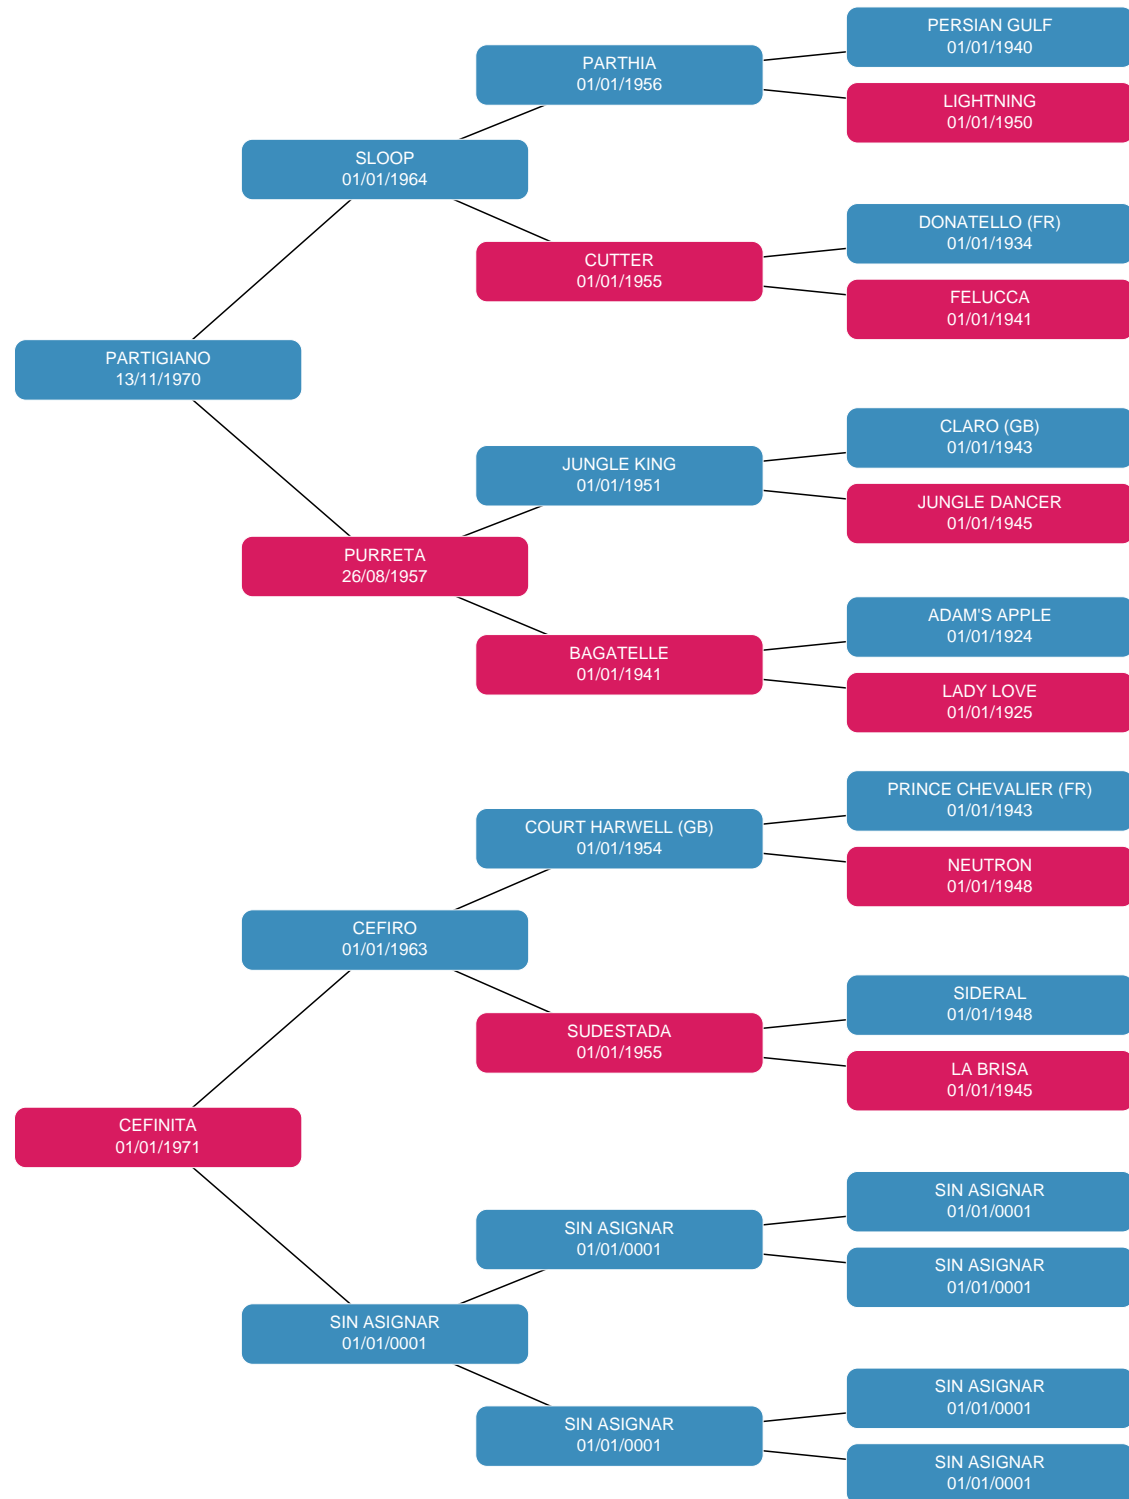 PERSIAN GULF
01/01/1940
PARTHIA
01/01/1956
LIGHTNING
01/01/1950
SLOOP
01/01/1964
DONATELLO (FR)
01/01/1934
CUTTER
01/01/1955
FELUCCA
01/01/1941
PARTIGIANO
13/11/1970
CLARO (GB)
01/01/1943
JUNGLE KING
01/01/1951
JUNGLE DANCER
01/01/1945
PURRETA
26/08/1957
ADAM'S APPLE
01/01/1924
BAGATELLE
01/01/1941
LADY LOVE
01/01/1925
PRINCE CHEVALIER (FR)
01/01/1943
COURT HARWELL (GB)
01/01/1954
NEUTRON
01/01/1948
CEFIRO
01/01/1963
SIDERAL
01/01/1948
SUDESTADA
01/01/1955
LA BRISA
01/01/1945
CEFINITA
01/01/1971
SIN ASIGNAR
01/01/0001
SIN ASIGNAR
01/01/0001
SIN ASIGNAR
01/01/0001
SIN ASIGNAR
01/01/0001
SIN ASIGNAR
01/01/0001
SIN ASIGNAR
01/01/0001
SIN ASIGNAR
01/01/0001